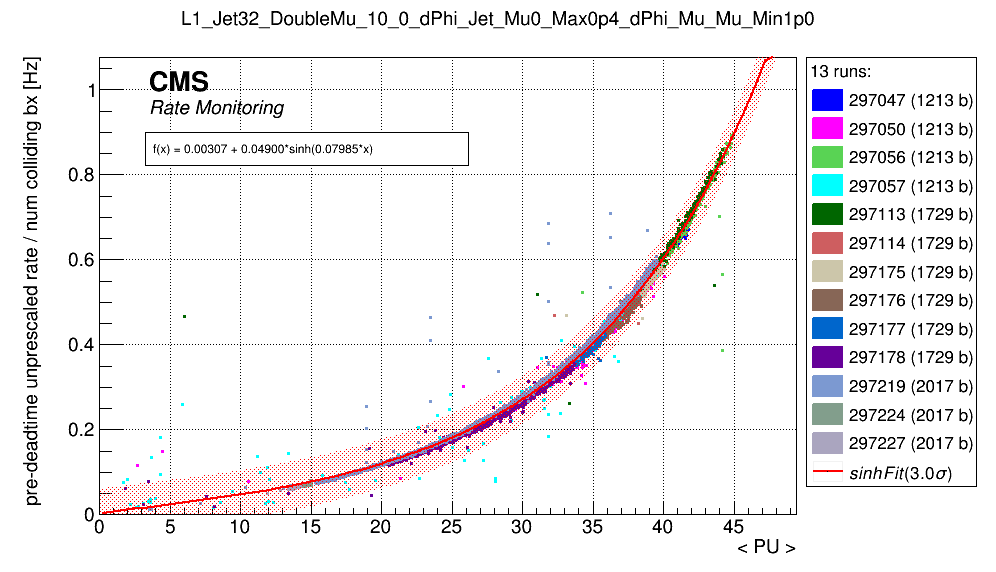 L1_Jet32_DoubleMu_10_0_dPhi_Jet_Mu0_Max0p4_dPhi_Mu_Mu_Min1p0
pre-deadtime unprescaled rate / num colliding bx [Hz]
CMS
Rate Monitoring
f(x) = 0.00307 + 0.04900*sinh(0.07985*x)
1
0.8
0.6
0.4
0.2
0
0 5 10 15 20 25 30 35 40 45
< PU >
13 runs:
297047 (1213 b)
297050 (1213 b)
297056 (1213 b)
297057 (1213 b)
297113 (1729 b)
297114 (1729 b)
297175 (1729 b)
297176 (1729 b)
297177 (1729 b)
297178 (1729 b)
297219 (2017 b)
297224 (2017 b)
297227 (2017 b)
sinhFit(3.0σ)